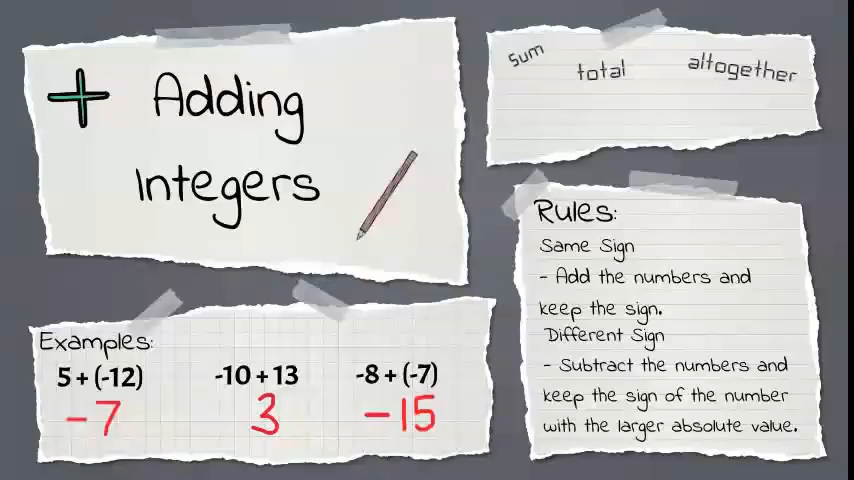 + Adding
Integers
sum total altogether
Rules:
Same Sign
- Add the numbers and
keep the sign.
Different Sign
- Subtract the numbers and
keep the sign of the number
with the larger absolute value.
Examples:
5 + (-12) -10 + 13 -8 + (-7)
-7 3 -15